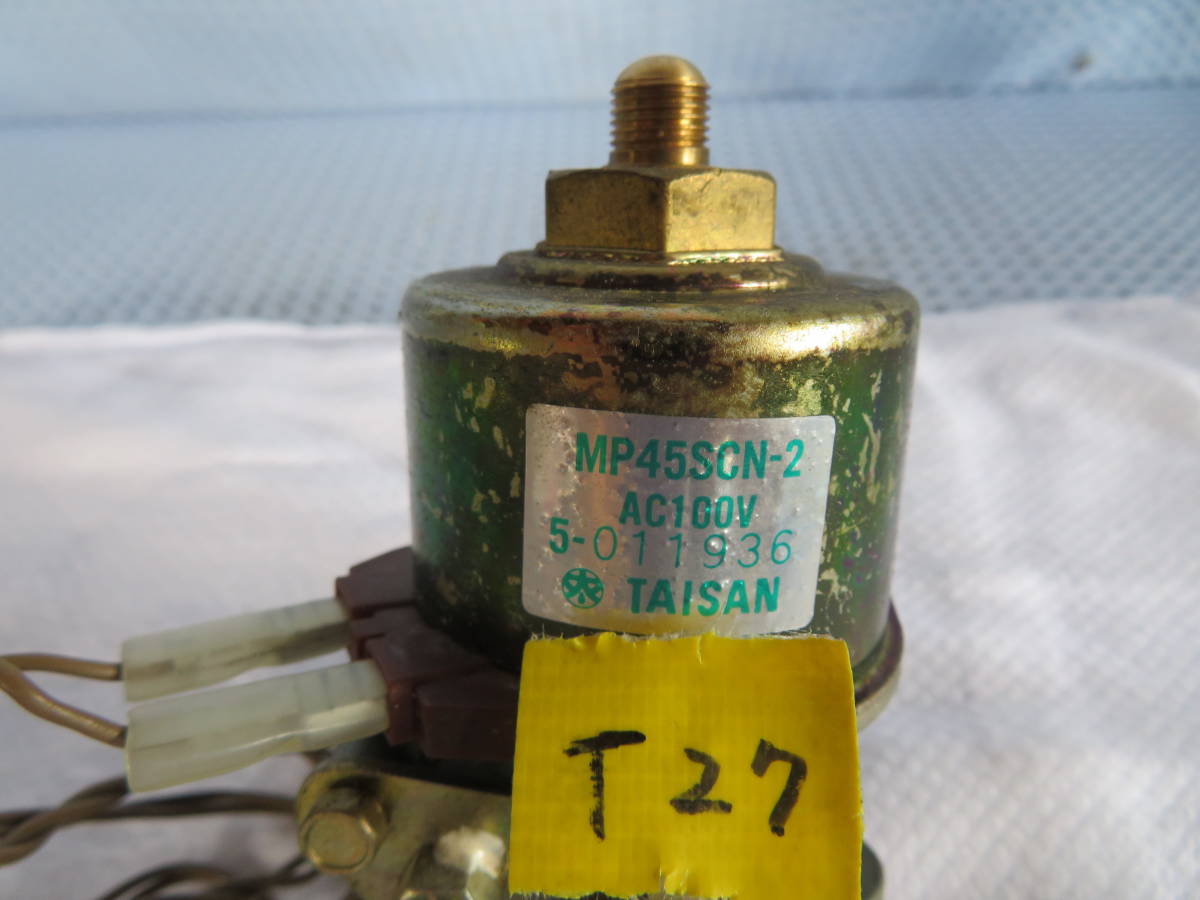 MP45SCN-2
AC100V
5-011936
TAISAN
T27